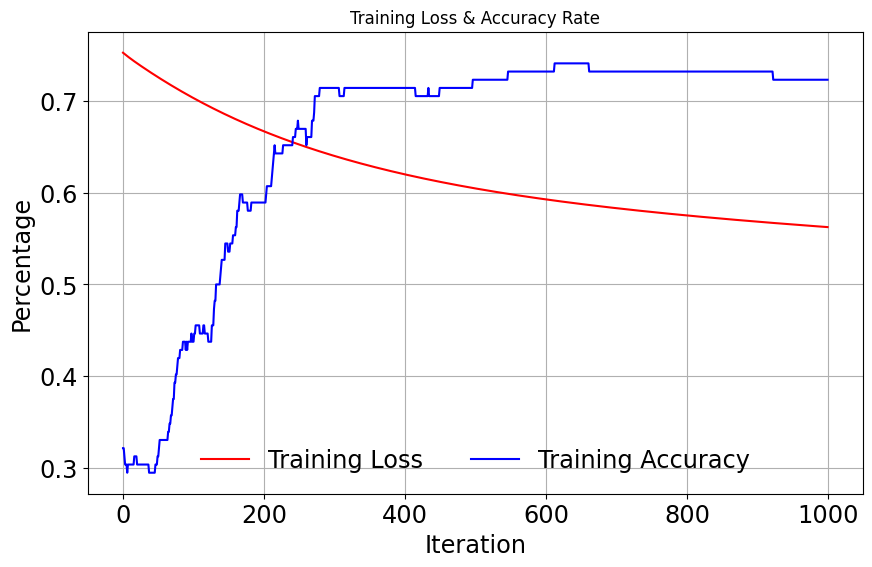 Training Loss & Accuracy Rate
Percentage
0.7
0.6
0.5
0.4
0.3
Training Loss Training Accuracy
0 200 400 600 800 1000
Iteration